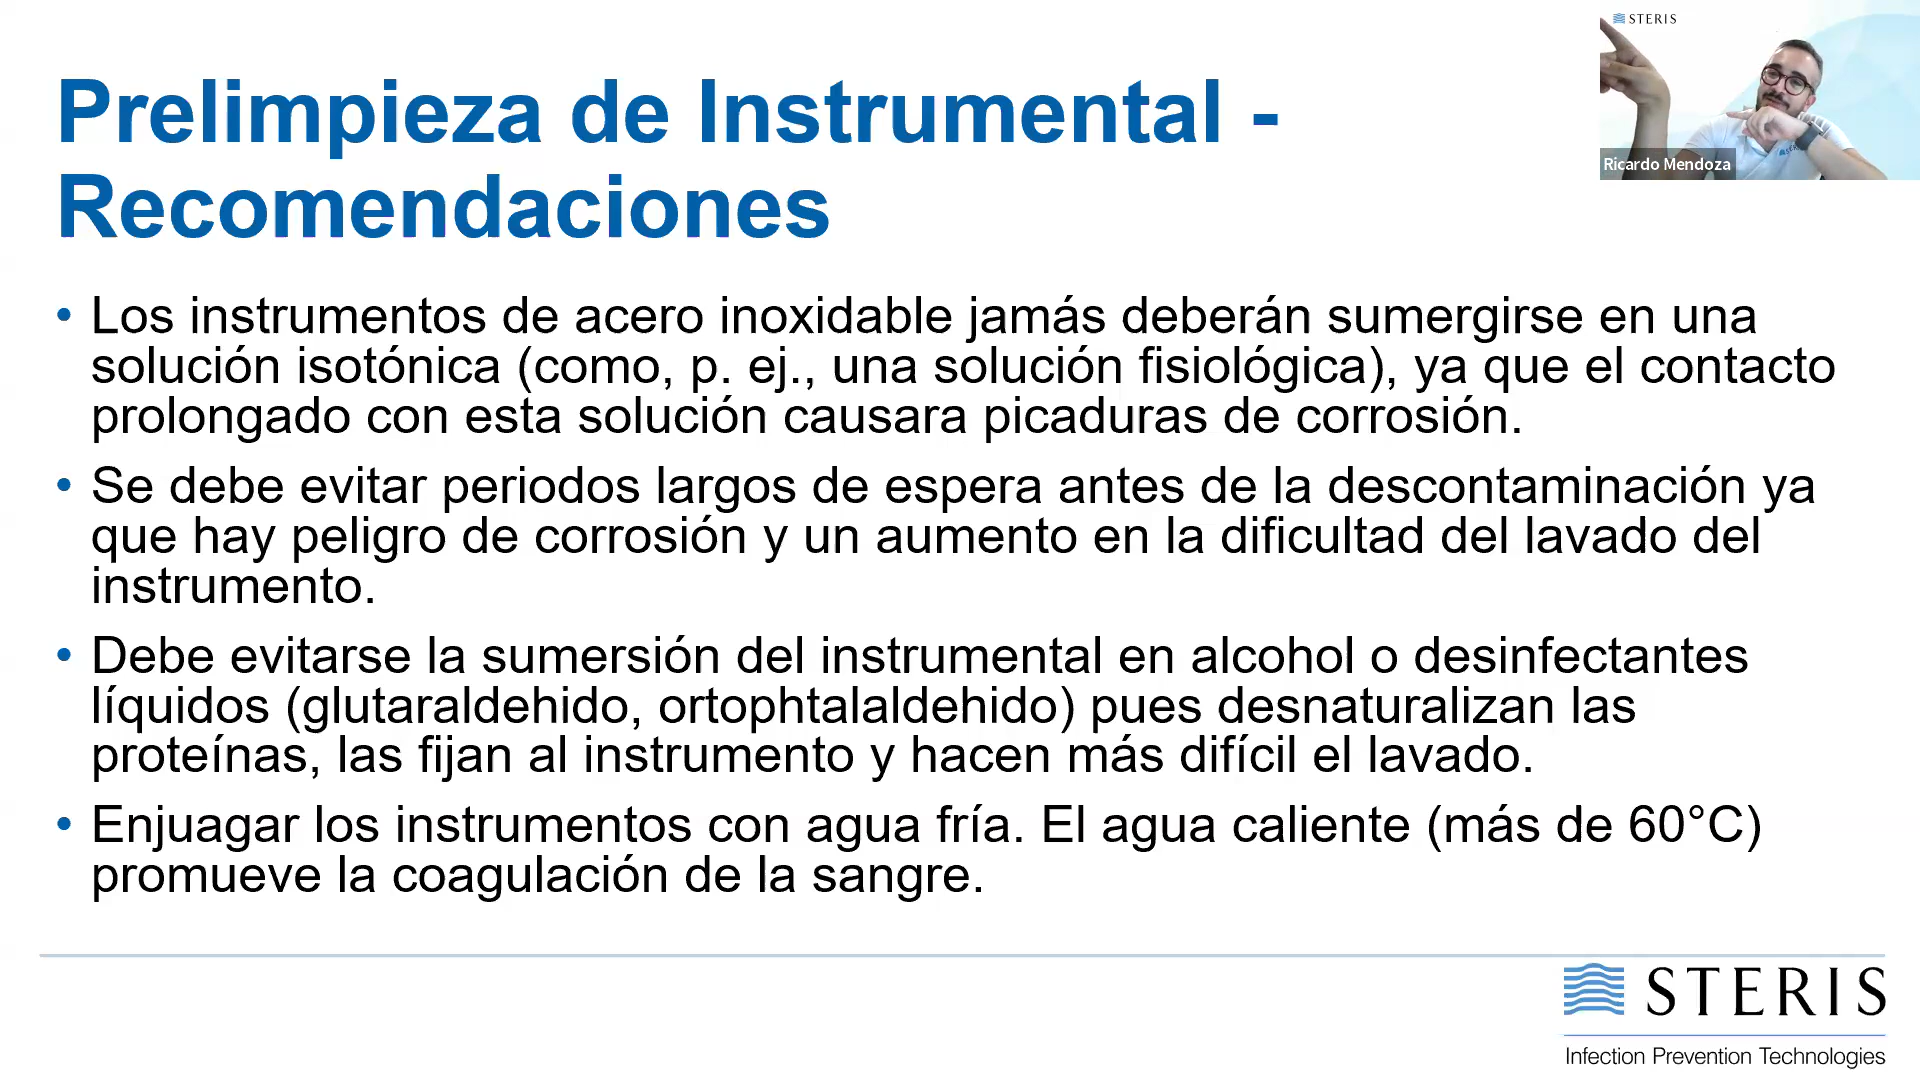 STERIS
Prelimpieza de Instrumental -
Recomendaciones
Ricardo Mendoza
• Los instrumentos de acero inoxidable jamás deberán sumergirse en una
solución isotónica (como, p. ej., una solución fisiológica), ya que el contacto
prolongado con esta solución causara picaduras de corrosión.
• Se debe evitar periodos largos de espera antes de la descontaminación ya
que hay peligro de corrosión y un aumento en la dificultad del lavado del
instrumento.
• Debe evitarse la sumersión del instrumental en alcohol o desinfectantes
líquidos (glutaraldehido, ortophtalaldehido) pues desnaturalizan las
proteínas, las fijan al instrumento y hacen más difícil el lavado.
• Enjuagar los instrumentos con agua fría. El agua caliente (más de 60°C)
promueve la coagulación de la sangre.
STERIS
Infection Prevention Technologies